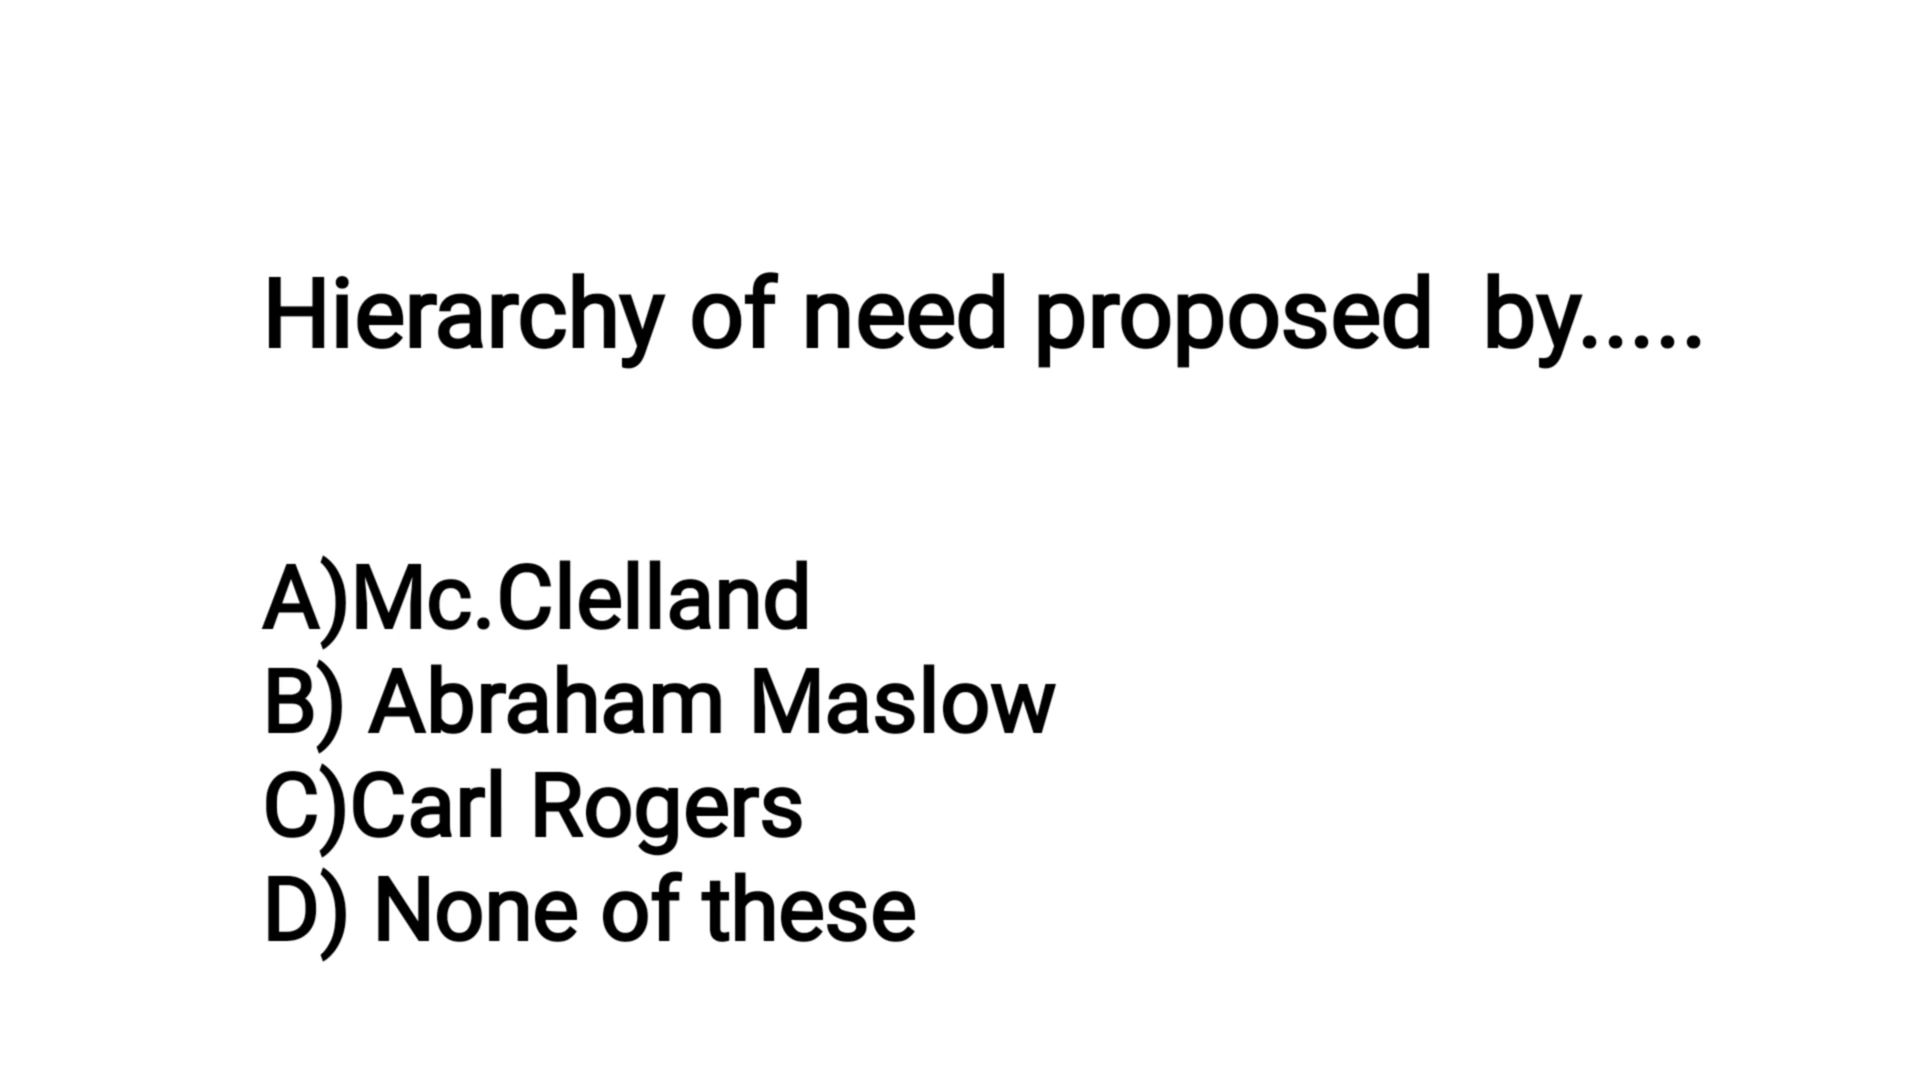 Hierarchy of need proposed  by.....
A)Mc.Clelland
B) Abraham Maslow
C)Carl Rogers
D) None of these